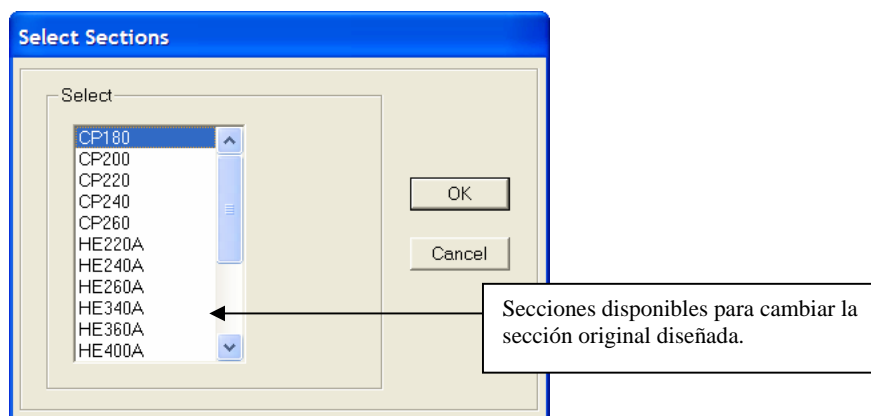 Select Sections
Select
CP180
CP200
CP220
CP240
CP260
HE220A
HE240A
HE260A
HE340A
HE360A
HE400A
OK
Cancel
Secciones disponibles para cambiar la
sección original diseñada.